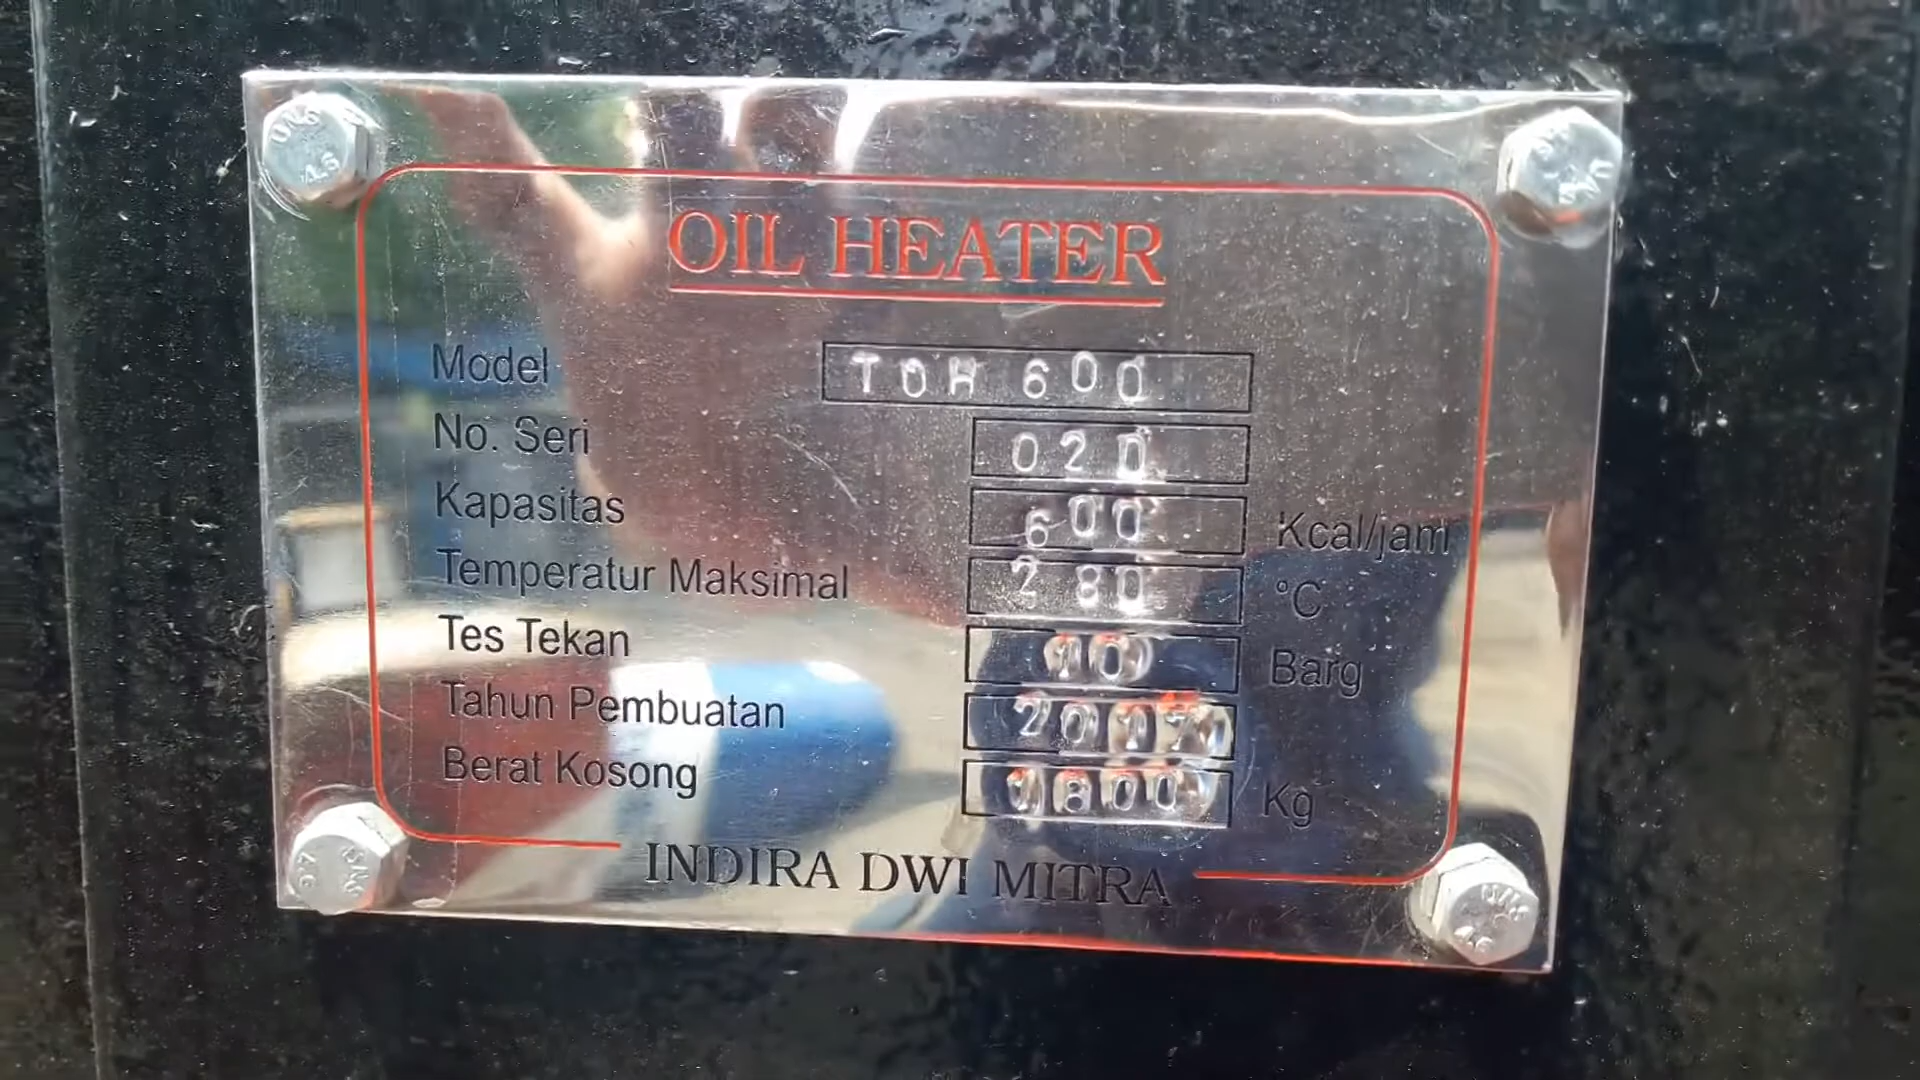 OIL HEATER
Model TOH 600
No. Seri 020
Kapasitas 600 Kcal/jam
Temperatur Maksimal 280 °C
Tes Tekan 10 Barg
Tahun Pembuatan 2017
Berat Kosong 1800 Kg
INDIRA DWI MITRA